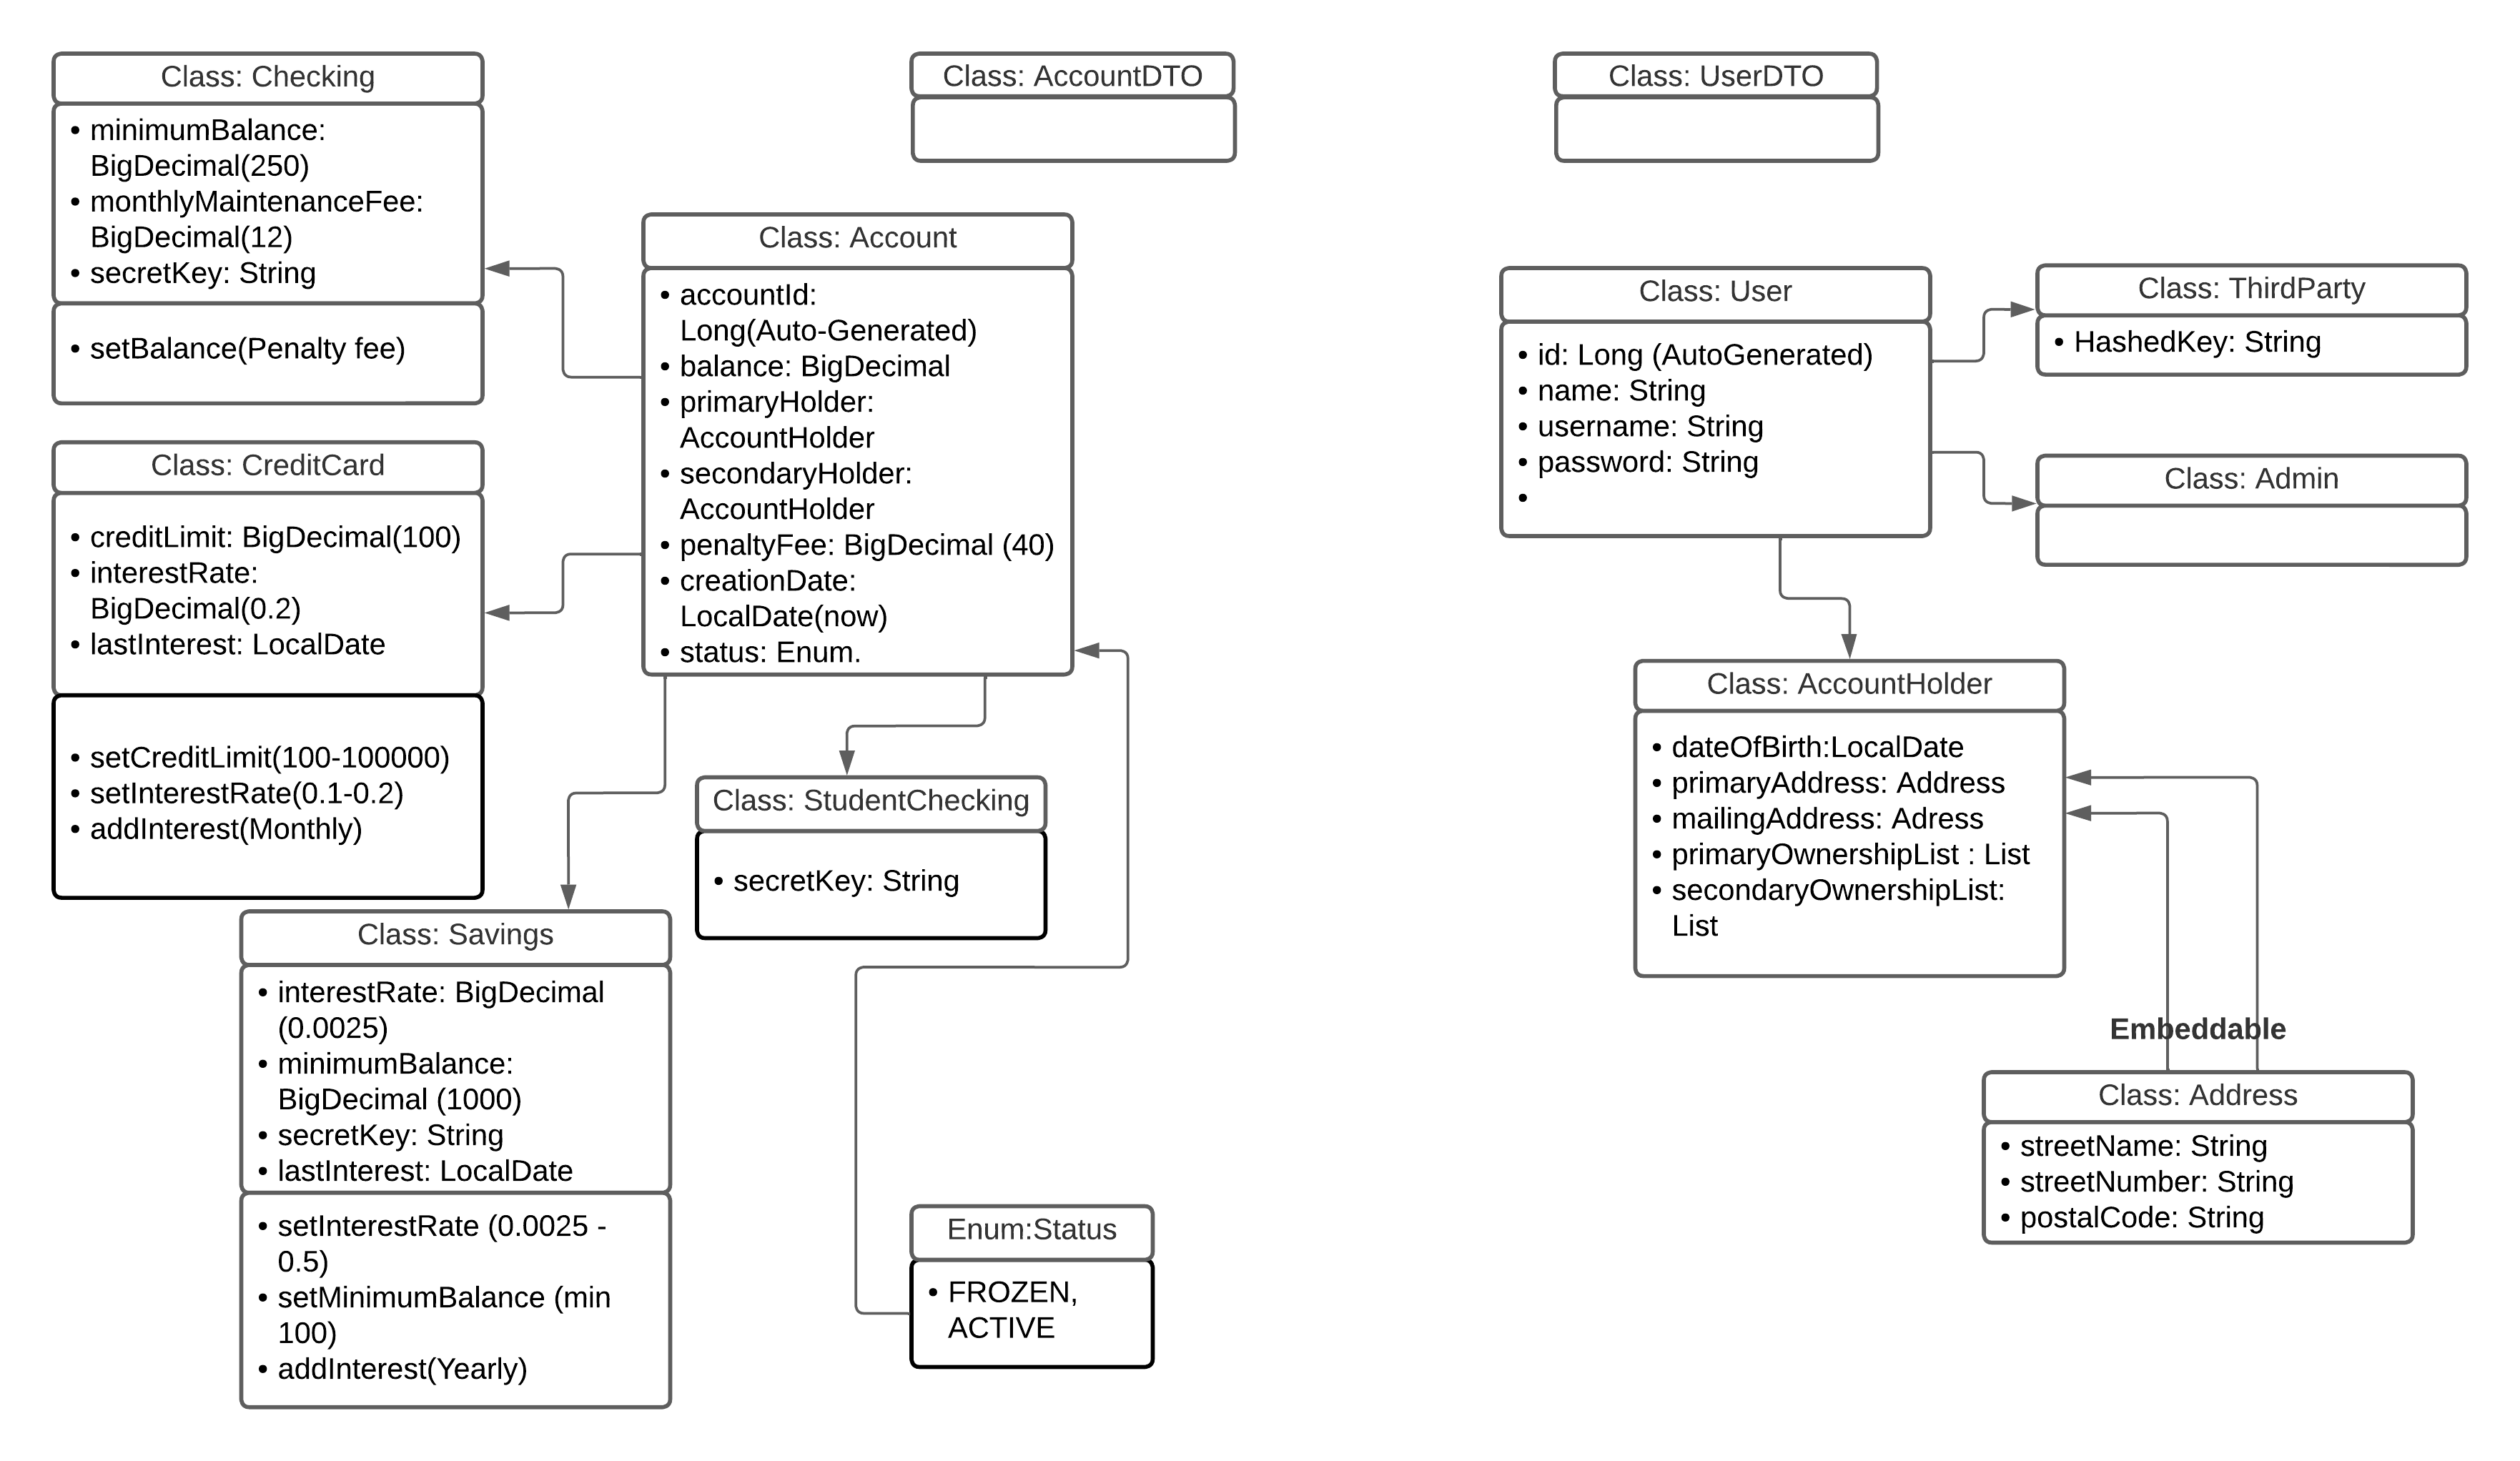 Class: Checking
• minimumBalance:
BigDecimal(250)
• monthlyMaintenanceFee:
BigDecimal(12)
• secretKey: String
• setBalance(Penalty fee)
Class: CreditCard
• creditLimit: BigDecimal(100)
• interestRate:
BigDecimal(0.2)
• lastInterest: LocalDate
• setCreditLimit(100-100000)
• setInterestRate(0.1-0.2)
• addInterest(Monthly)
Class: Savings
• interestRate: BigDecimal
(0.0025)
• minimumBalance:
BigDecimal (1000)
• secretKey: String
• lastInterest: LocalDate
• setInterestRate (0.0025 -
0.5)
• setMinimumBalance (min
100)
• addInterest(Yearly)
Class: AccountDTO
Class: Account
• accountId:
Long(Auto-Generated)
• balance: BigDecimal
• primaryHolder:
AccountHolder
• secondaryHolder:
AccountHolder
• penaltyFee: BigDecimal (40)
• creationDate:
LocalDate(now)
• status: Enum.
Class: StudentChecking
• secretKey: String
Enum:Status
• FROZEN,
ACTIVE
Class: UserDTO
Class: User
• id: Long (AutoGenerated)
• name: String
• username: String
• password: String
•
Class: ThirdParty
• HashedKey: String
Class: Admin
Class: AccountHolder
• dateOfBirth:LocalDate
• primaryAddress: Address
• mailingAddress: Adress
• primaryOwnershipList : List
• secondaryOwnershipList:
List
Embeddable
Class: Address
• streetName: String
• streetNumber: String
• postalCode: String